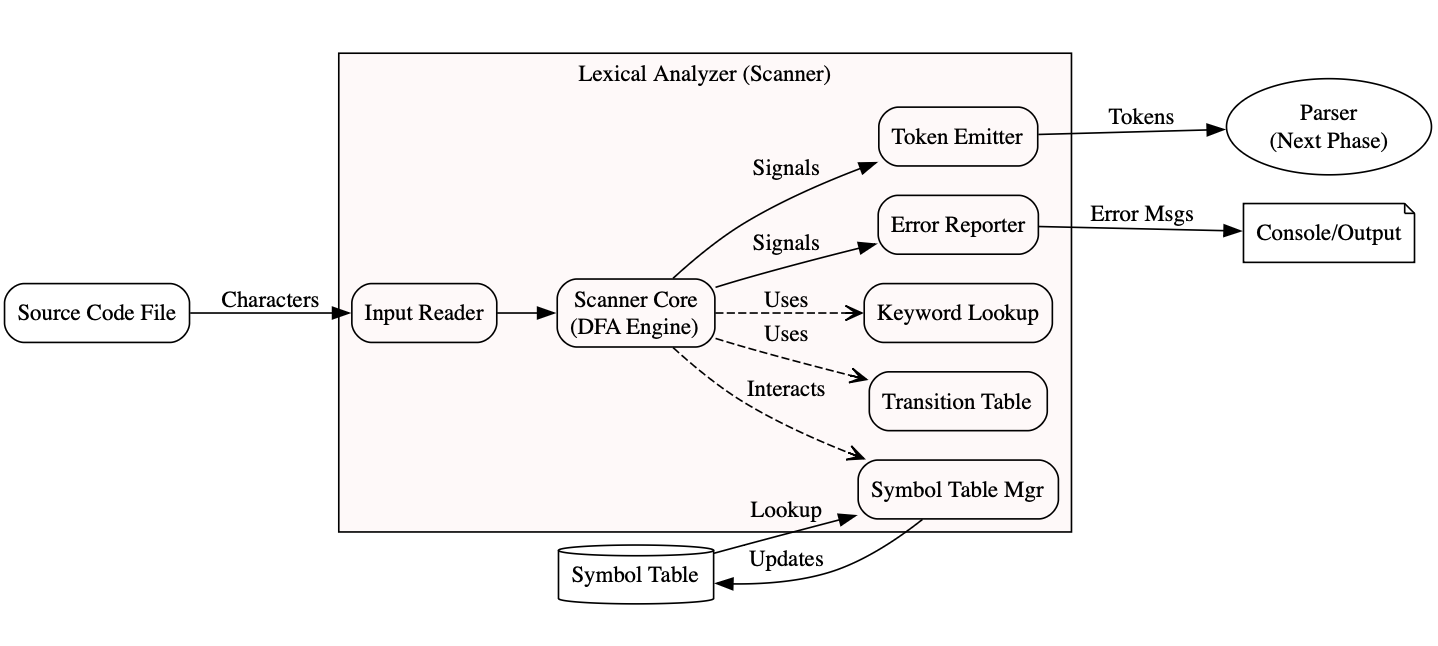 Lexical Analyzer (Scanner)
Token Emitter
Tokens
Parser
(Next Phase)
Signals
Error Reporter
Error Msgs
Console/Output
Signals
Source Code File
Characters
Input Reader
Scanner Core
(DFA Engine)
Uses
Keyword Lookup
Uses
Transition Table
Interacts
Symbol Table Mgr
Lookup
Updates
Symbol Table